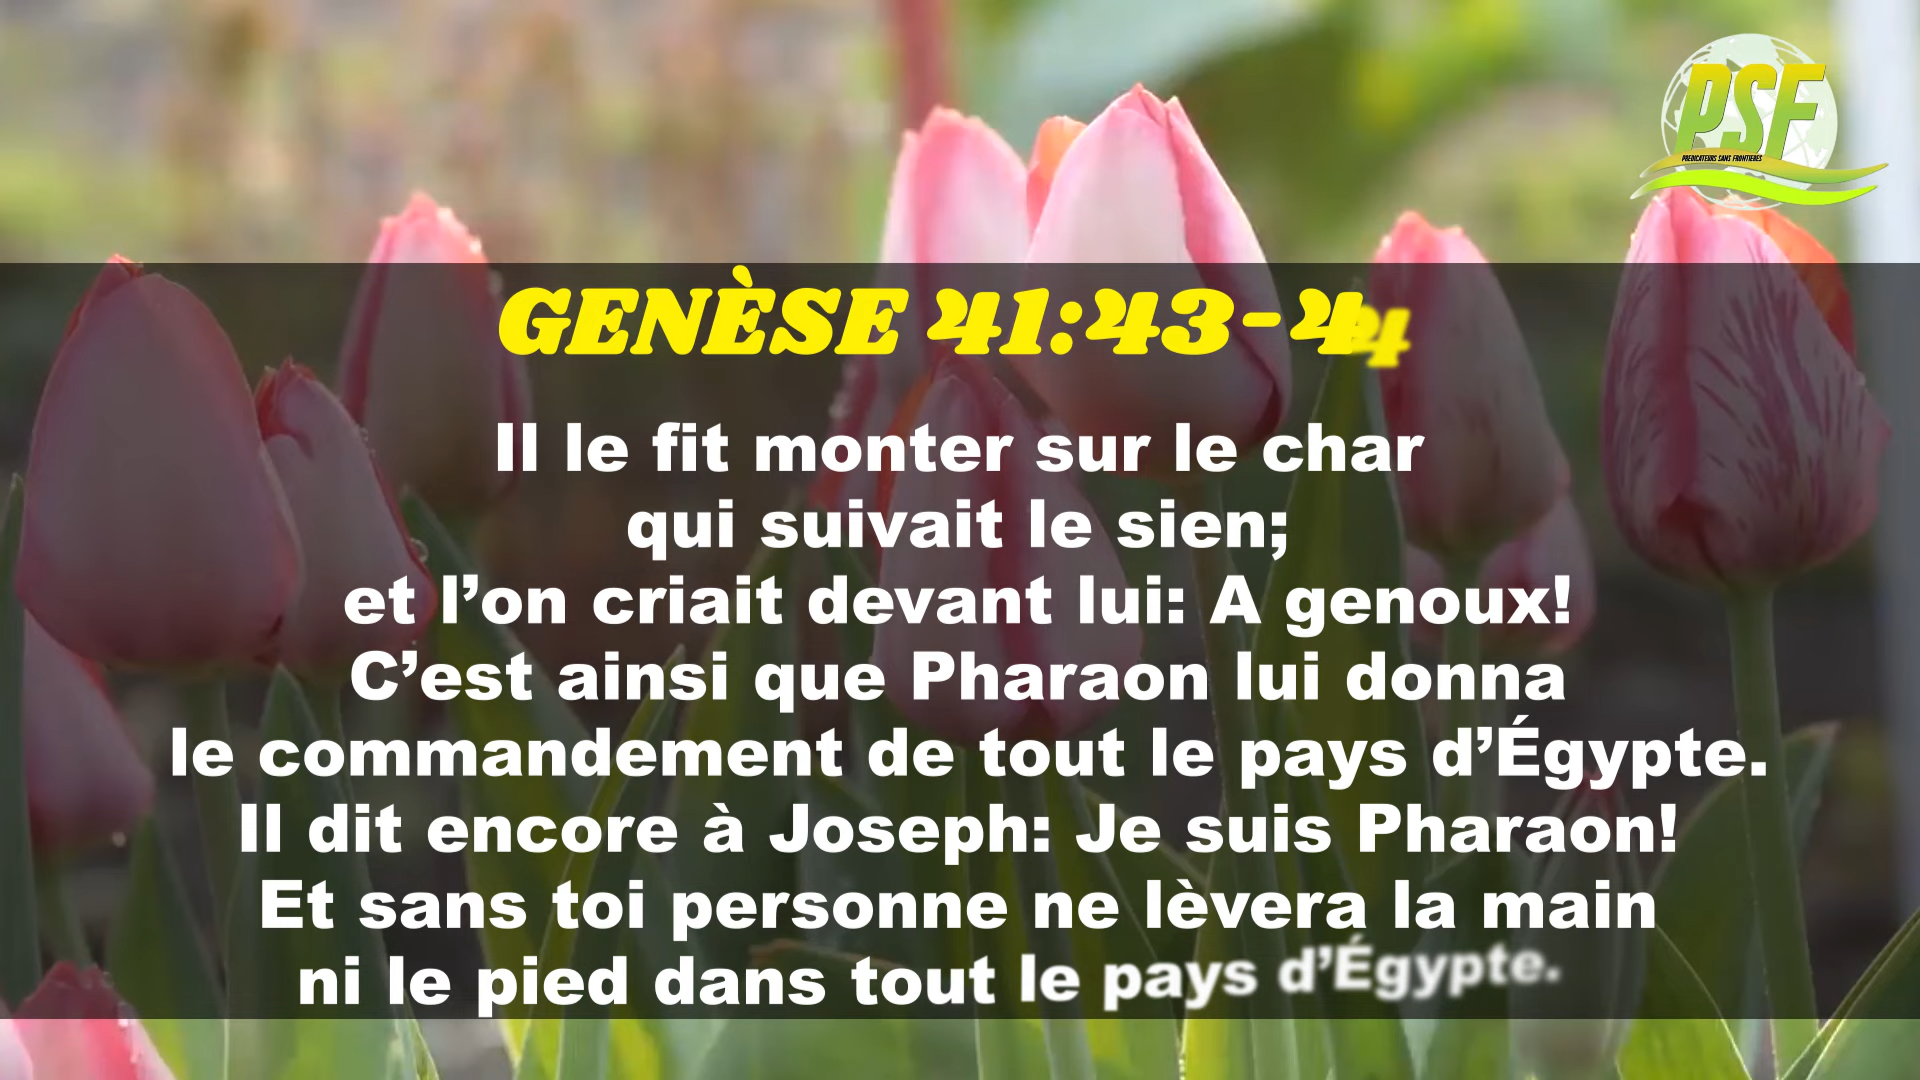 PSF
PREDICATEURS SANS FRONTIERES
GENÈSE 41:43-44
Il le fit monter sur le char
qui suivait le sien;
et l’on criait devant lui: A genoux!
C’est ainsi que Pharaon lui donna
le commandement de tout le pays d’Égypte.
Il dit encore à Joseph: Je suis Pharaon!
Et sans toi personne ne lèvera la main
ni le pied dans tout le pays d’Égypte.